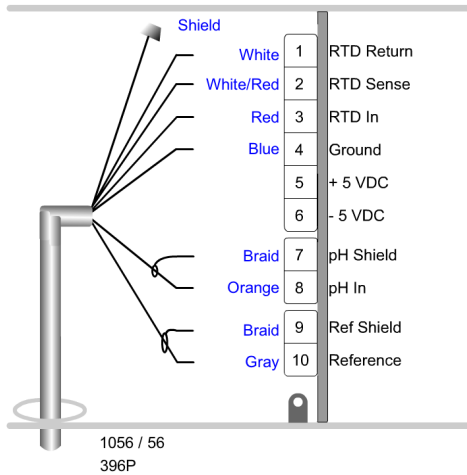 Shield
White 1 RTD Return
White/Red 2 RTD Sense
Red 3 RTD In
Blue 4 Ground
5 + 5 VDC
6 - 5 VDC
Braid 7 pH Shield
Orange 8 pH In
Braid 9 Ref Shield
Gray 10 Reference
1056 / 56
396P